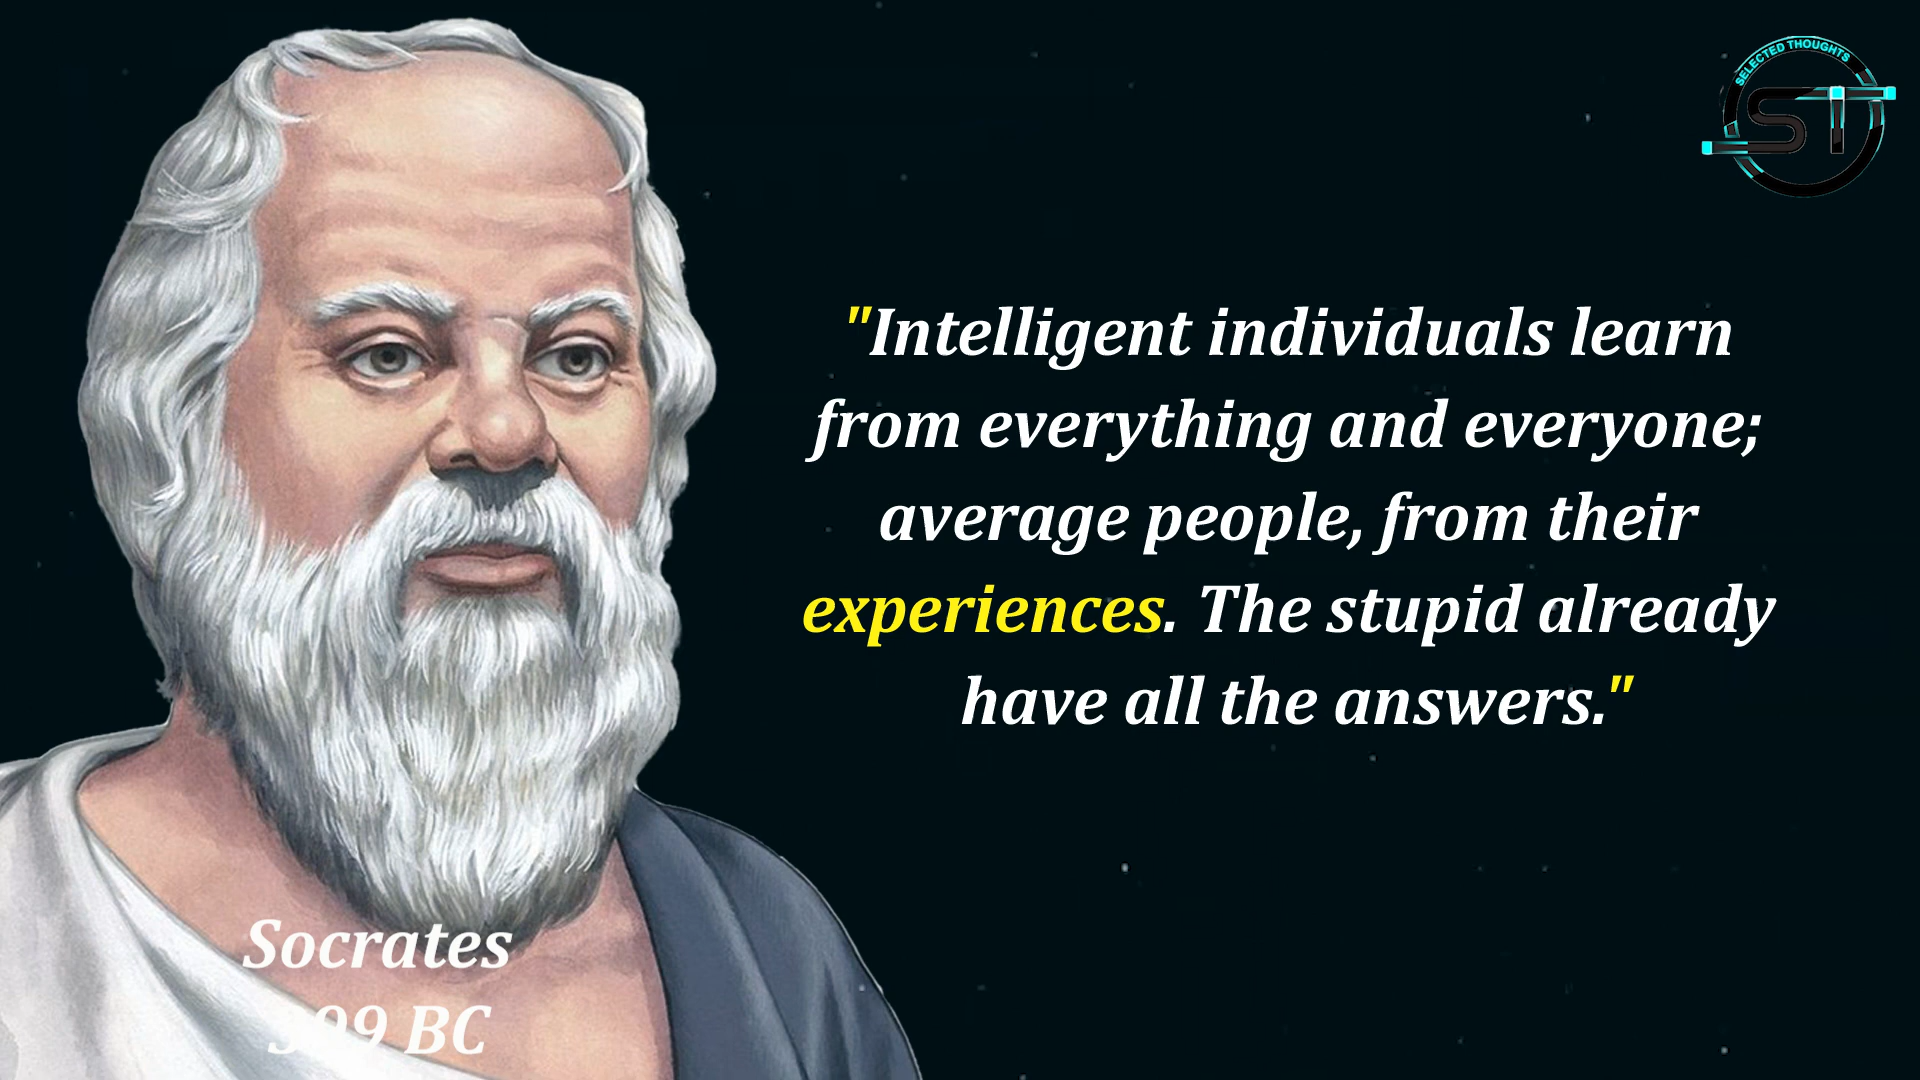 SELECTED THOUGHTS
ST
"Intelligent individuals learn
from everything and everyone;
average people, from their
experiences. The stupid already
have all the answers."
Socrates
BC